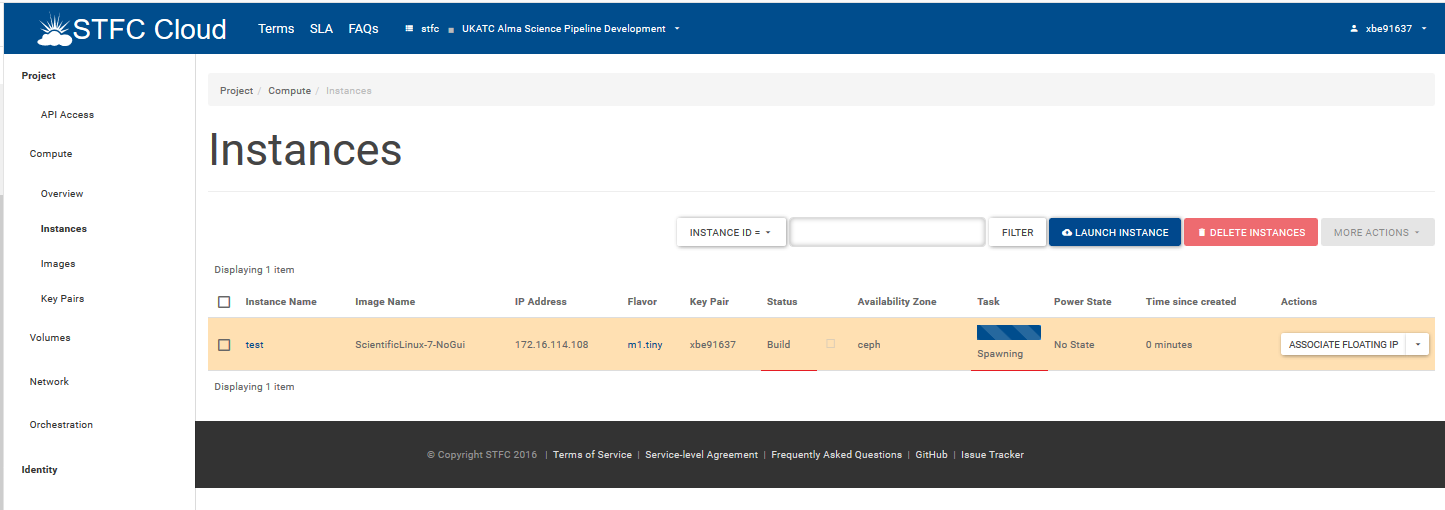 STFC Cloud Terms SLA FAQs stfc UKATC Alma Science Pipeline Development xbe91637
Project
API Access
Compute
Overview
Instances
Images
Key Pairs
Volumes
Network
Orchestration
Identity
Project / Compute / Instances
Instances
INSTANCE ID = FILTER LAUNCH INSTANCE DELETE INSTANCES MORE ACTIONS
Displaying 1 item
Instance Name Image Name IP Address Flavor Key Pair Status Availability Zone Task Power State Time since created Actions
test ScientificLinux-7-NoGui 172.16.114.108 m1.tiny xbe91637 Build ceph Spawning No State 0 minutes ASSOCIATE FLOATING IP
Displaying 1 item
© Copyright STFC 2016 | Terms of Service | Service-level Agreement | Frequently Asked Questions | GitHub | Issue Tracker